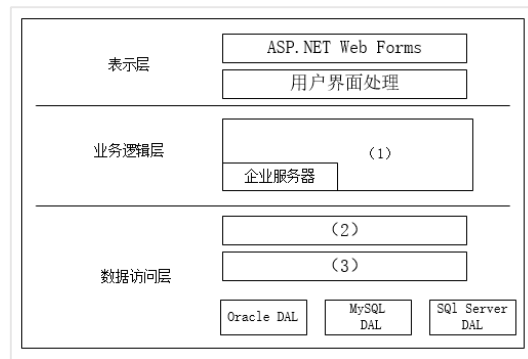 表示层
ASP.NET Web Forms
用户界面处理
业务逻辑层
（1）
企业服务器
数据访问层
（2）
（3）
Oracle DAL
MySQL
DAL
SQl Server
DAL